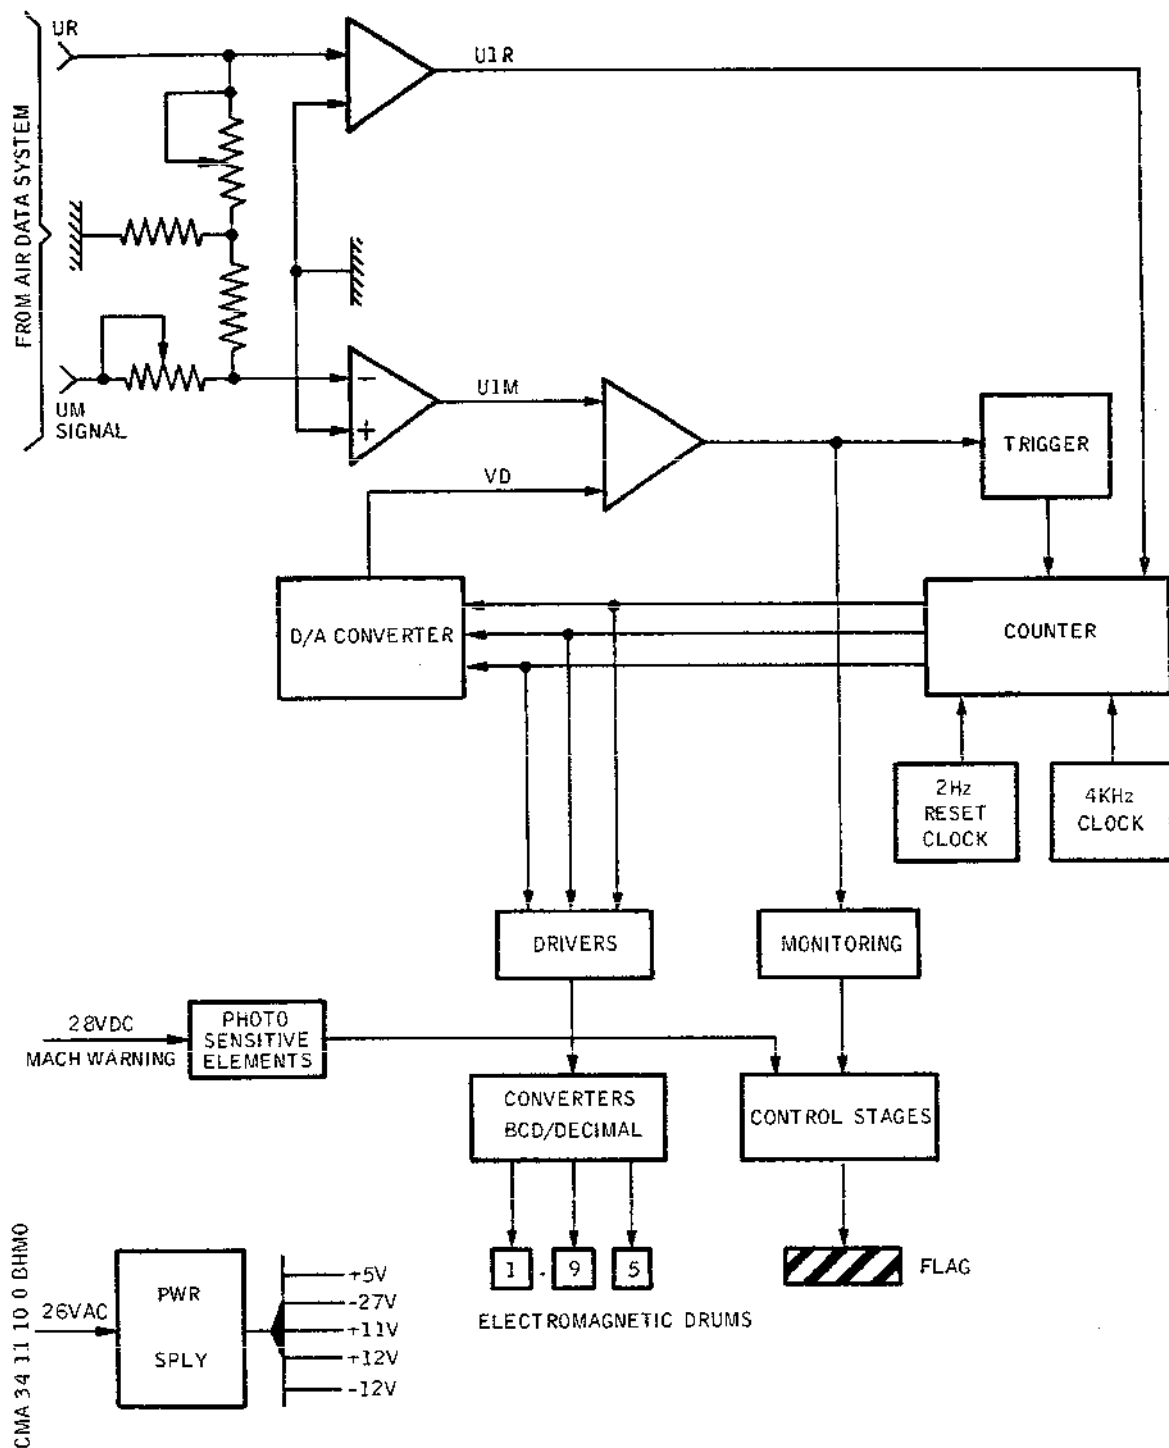 UR
U1R
FROM AIR DATA SYSTEM
-
+
UM
SIGNAL
U1M
VD
TRIGGER
D/A CONVERTER
COUNTER
2Hz
RESET
CLOCK
4KHz
CLOCK
DRIVERS
MONITORING
28VDC
MACH WARNING
PHOTO
SENSITIVE
ELEMENTS
CONVERTERS
BCD/DECIMAL
CONTROL STAGES
1 . 9 5
FLAG
ELECTROMAGNETIC DRUMS
CMA 34 11 10 0 BHMO
26VAC
PWR
SPLY
+5V
-27V
+11V
+12V
-12V